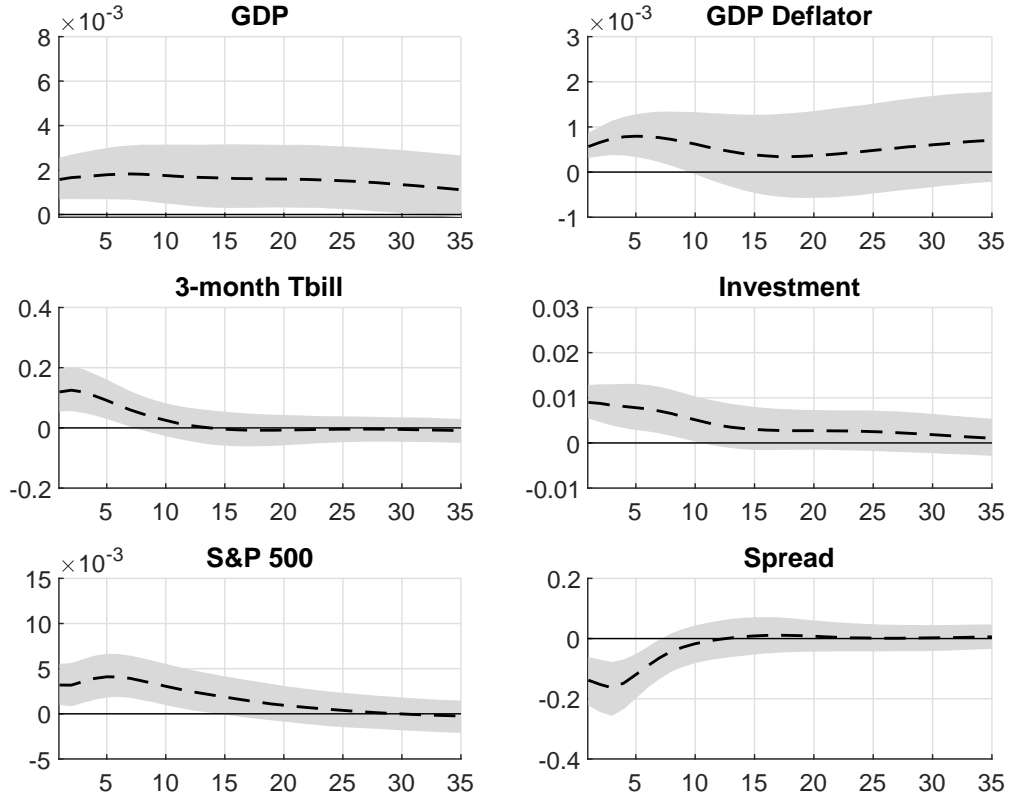 ×10⁻³ GDP
8
6
4
2
0
5 10 15 20 25 30 35
×10⁻³ GDP Deflator
3
2
1
0
-1
5 10 15 20 25 30 35
3-month Tbill
0.4
0.2
0
-0.2
5 10 15 20 25 30 35
Investment
0.03
0.02
0.01
0
-0.01
5 10 15 20 25 30 35
×10⁻³ S&P 500
15
10
5
0
-5
5 10 15 20 25 30 35
Spread
0.2
0
-0.2
-0.4
5 10 15 20 25 30 35